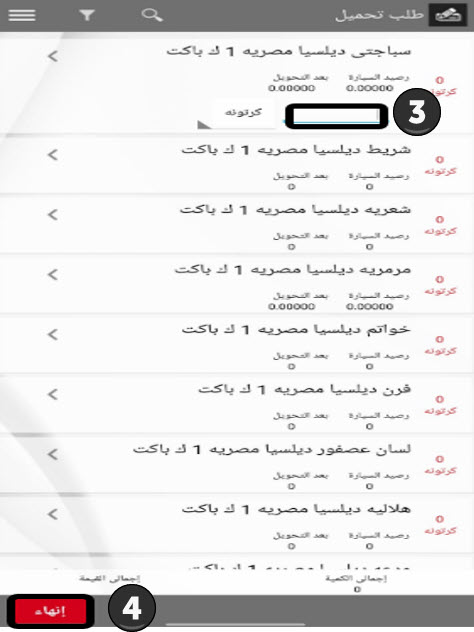 طلب تحميل
سباجتي ديلسيا مصريه 1 ك باكت
0
كرتونه
رصيد السيارة بعد التحويل
0.00000 0.00000
كرتونه
3
شريط ديلسيا مصريه 1 ك باكت
0
كرتونه
رصيد السيارة بعد التحويل
0 0
شعريه ديلسيا مصريه 1 ك باكت
0
كرتونه
رصيد السيارة بعد التحويل
0 0
مرمريه ديلسيا مصريه 1 ك باكت
0
كرتونه
رصيد السيارة بعد التحويل
0.00000 0.00000
خواتم ديلسيا مصريه 1 ك باكت
0
كرتونه
رصيد السيارة بعد التحويل
0 0
قرن ديلسيا مصريه 1 ك باكت
0
كرتونه
رصيد السيارة بعد التحويل
0 0
لسان عصفور ديلسيا مصريه 1 ك باكت
0
كرتونه
رصيد السيارة بعد التحويل
0 0
هلاليه ديلسيا مصريه 1 ك باكت
0
كرتونه
رصيد السيارة بعد التحويل
0 0
ديلسيا مصريه 1 ك باكت
إجمالى الكمية إجمالى القيمة
0
إنهاء
4